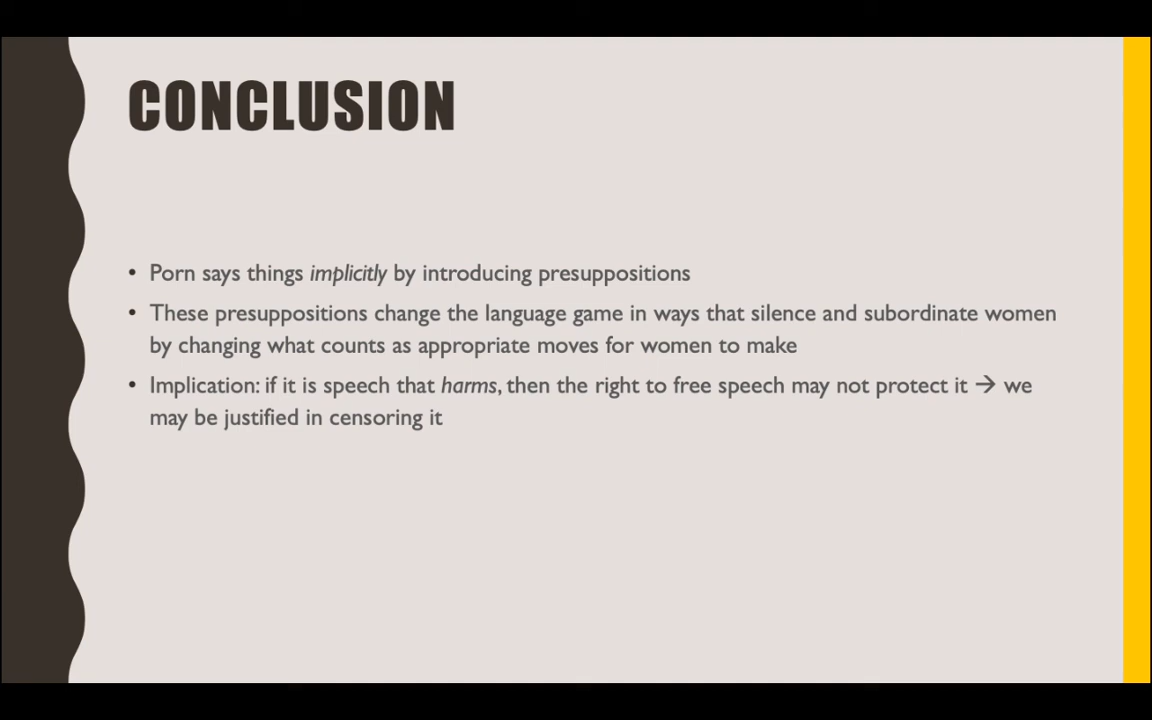 CONCLUSION
• Porn says things implicitly by introducing presuppositions
• These presuppositions change the language game in ways that silence and subordinate women
by changing what counts as appropriate moves for women to make
• Implication: if it is speech that harms, then the right to free speech may not protect it → we
may be justified in censoring it